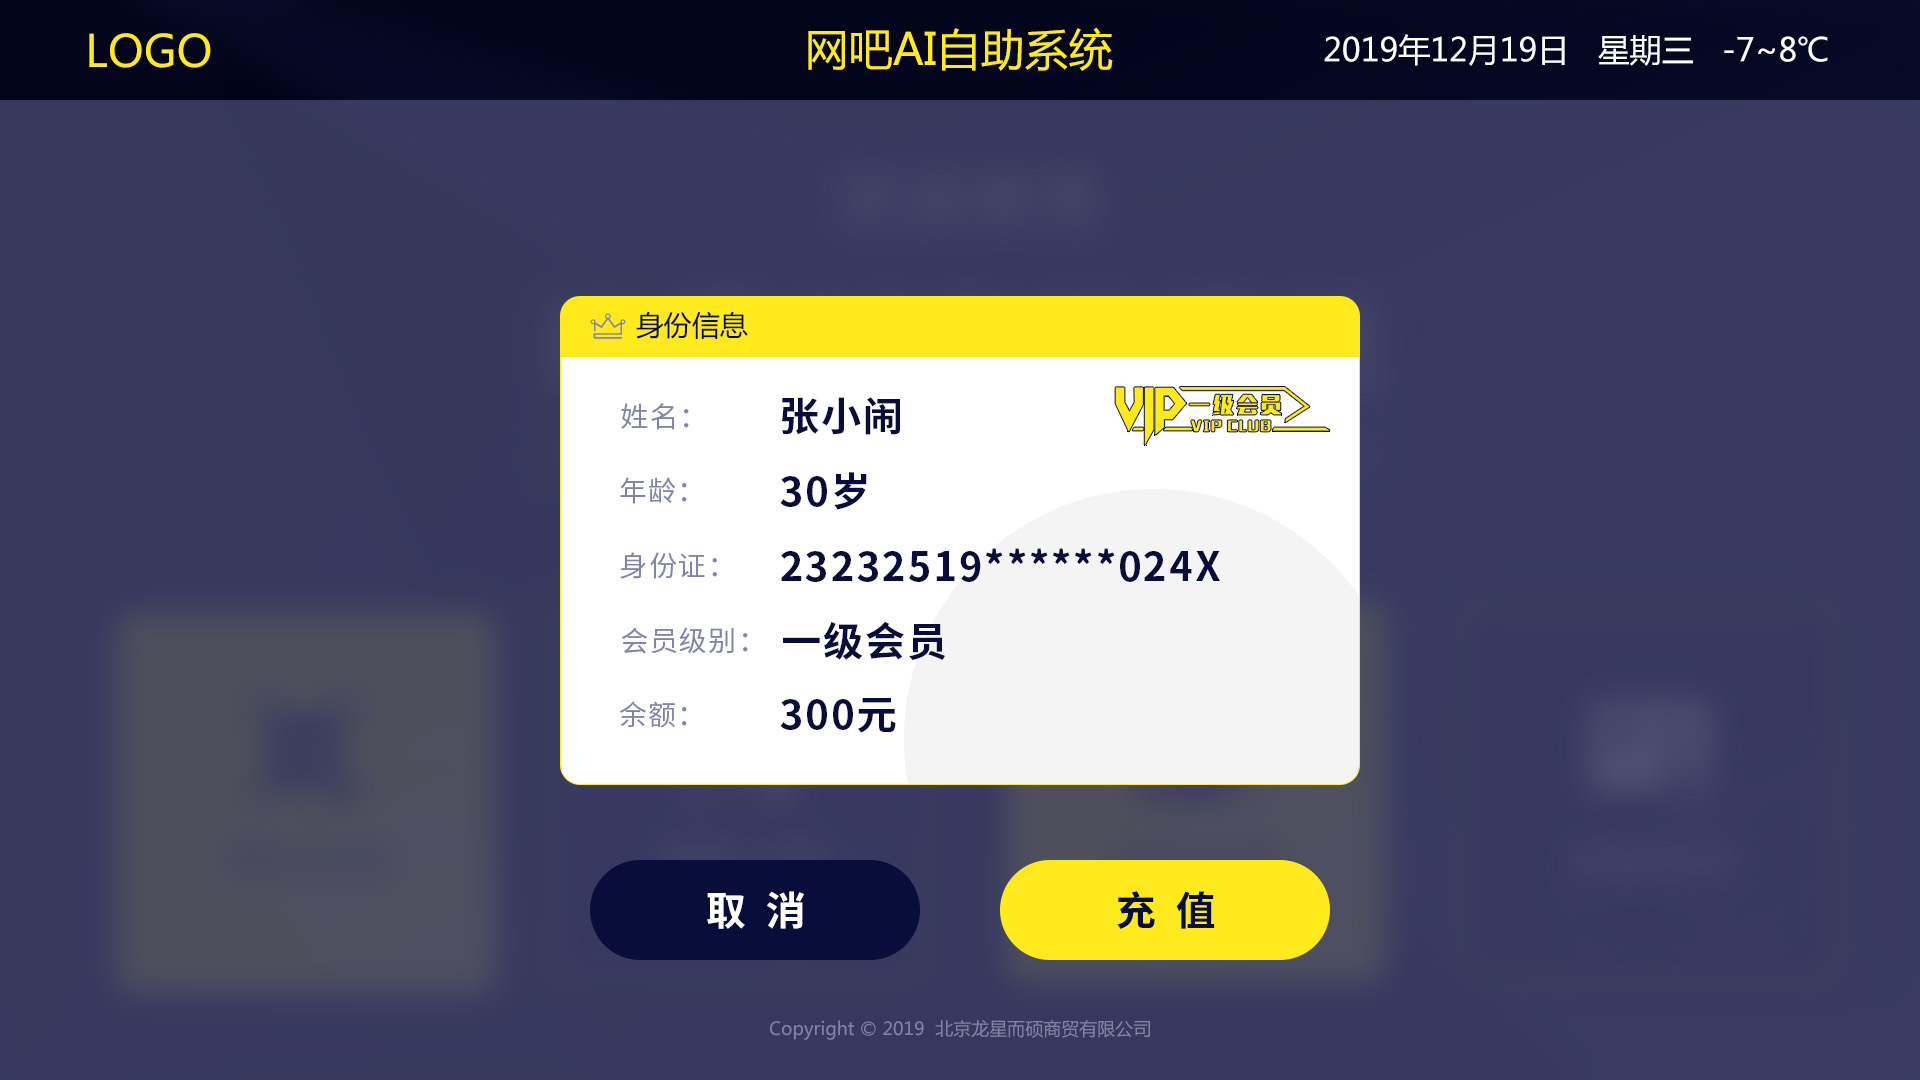 LOGO
网吧AI自助系统
2019年12月19日 星期三 -7~8℃
身份信息
VIP 一级会员
VIP CLUB
姓名： 张小闹
年龄： 30岁
身份证： 23232519******024X
会员级别： 一级会员
余额： 300元
取 消
充 值
Copyright © 2019 北京龙星而硕商贸有限公司